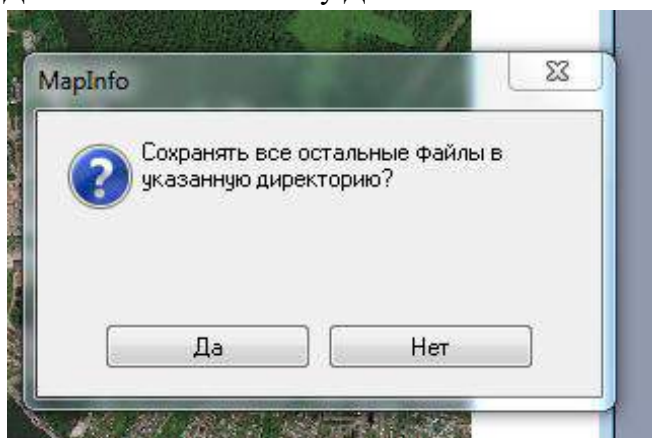 MapInfo
Сохранять все остальные файлы в
указанную директорию?
Да
Нет